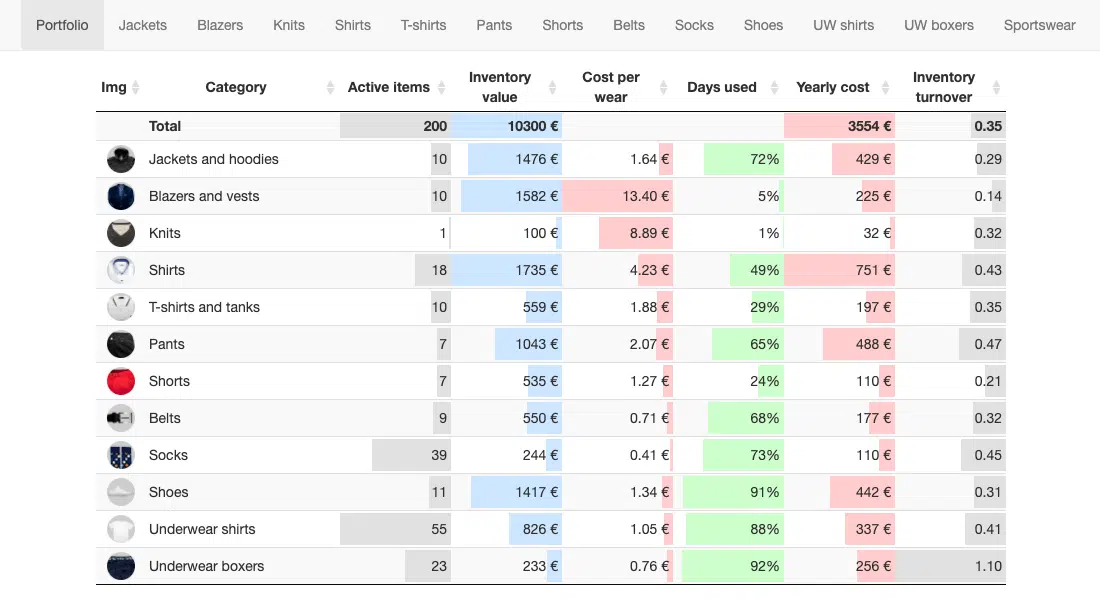 Portfolio Jackets Blazers Knits Shirts T-shirts Pants Shorts Belts Socks Shoes UW shirts UW boxers Sportswear
Img Category Active items Inventory value Cost per wear Days used Yearly cost Inventory turnover
Total 200 10300 € 3554 € 0.35
Jackets and hoodies 10 1476 € 1.64 € 72% 429 € 0.29
Blazers and vests 10 1582 € 13.40 € 5% 225 € 0.14
Knits 1 100 € 8.89 € 1% 32 € 0.32
Shirts 18 1735 € 4.23 € 49% 751 € 0.43
T-shirts and tanks 10 559 € 1.88 € 29% 197 € 0.35
Pants 7 1043 € 2.07 € 65% 488 € 0.47
Shorts 7 535 € 1.27 € 24% 110 € 0.21
Belts 9 550 € 0.71 € 68% 177 € 0.32
Socks 39 244 € 0.41 € 73% 110 € 0.45
Shoes 11 1417 € 1.34 € 91% 442 € 0.31
Underwear shirts 55 826 € 1.05 € 88% 337 € 0.41
Underwear boxers 23 233 € 0.76 € 92% 256 € 1.10